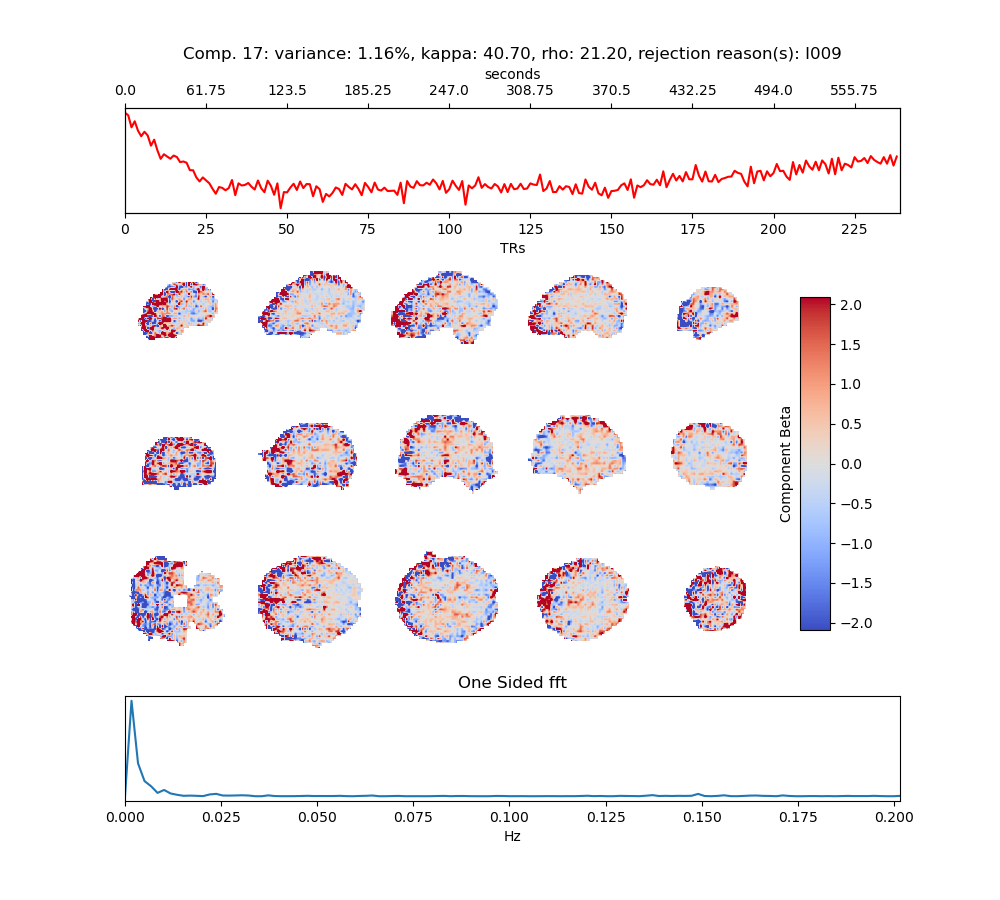 Comp. 17: variance: 1.16%, kappa: 40.70, rho: 21.20, rejection reason(s): I009
seconds
0.0 61.75 123.5 185.25 247.0 308.75 370.5 432.25 494.0 555.75
0 25 50 75 100 125 150 175 200 225
TRs
2.0
1.5
1.0
0.5
0.0
−0.5
−1.0
−1.5
−2.0
Component Beta
One Sided fft
0.000 0.025 0.050 0.075 0.100 0.125 0.150 0.175 0.200
Hz